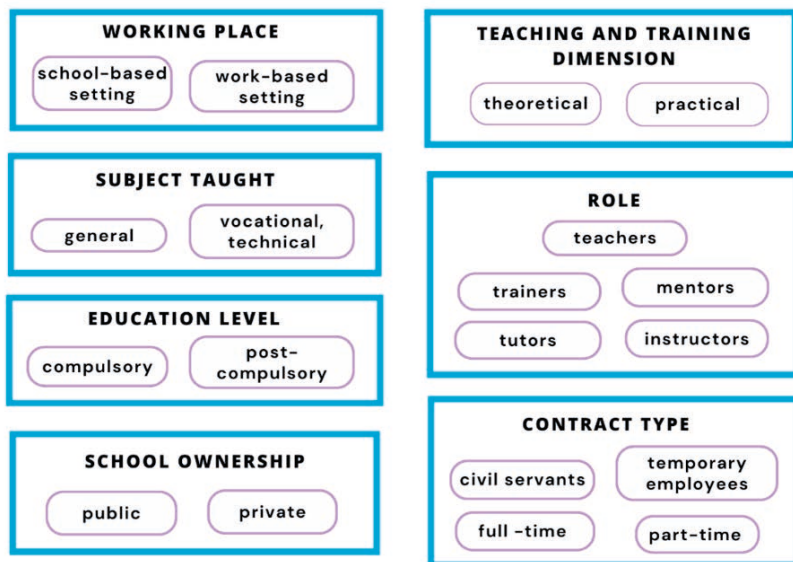 WORKING PLACE
school-based
setting
work-based
setting
SUBJECT TAUGHT
general
vocational,
technical
EDUCATION LEVEL
compulsory
post-
compulsory
SCHOOL OWNERSHIP
public
private
TEACHING AND TRAINING
DIMENSION
theoretical
practical
ROLE
teachers
trainers
mentors
tutors
instructors
CONTRACT TYPE
civil servants
temporary
employees
full -time
part-time